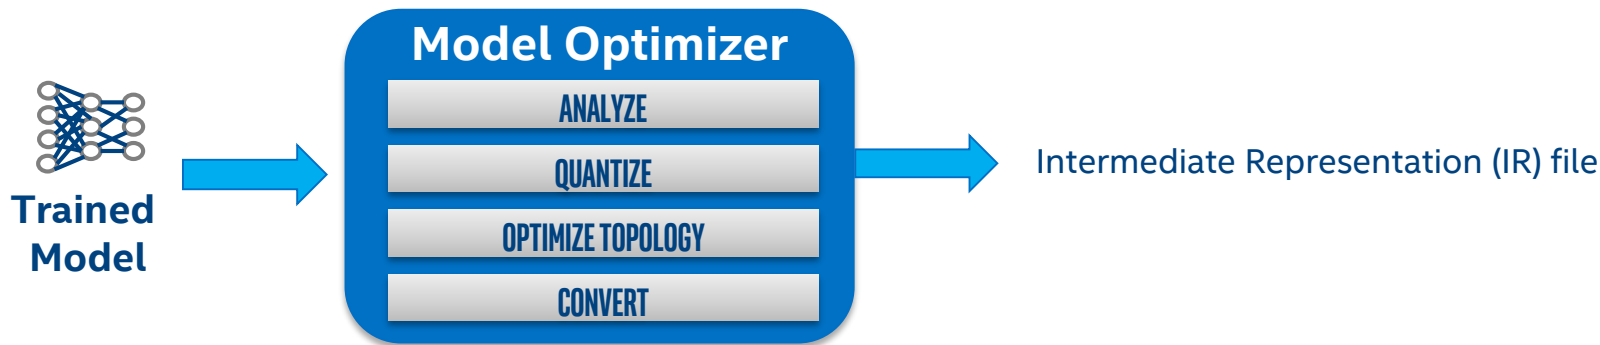 Trained
Model
Model Optimizer
ANALYZE
QUANTIZE
OPTIMIZE TOPOLOGY
CONVERT
Intermediate Representation (IR) file